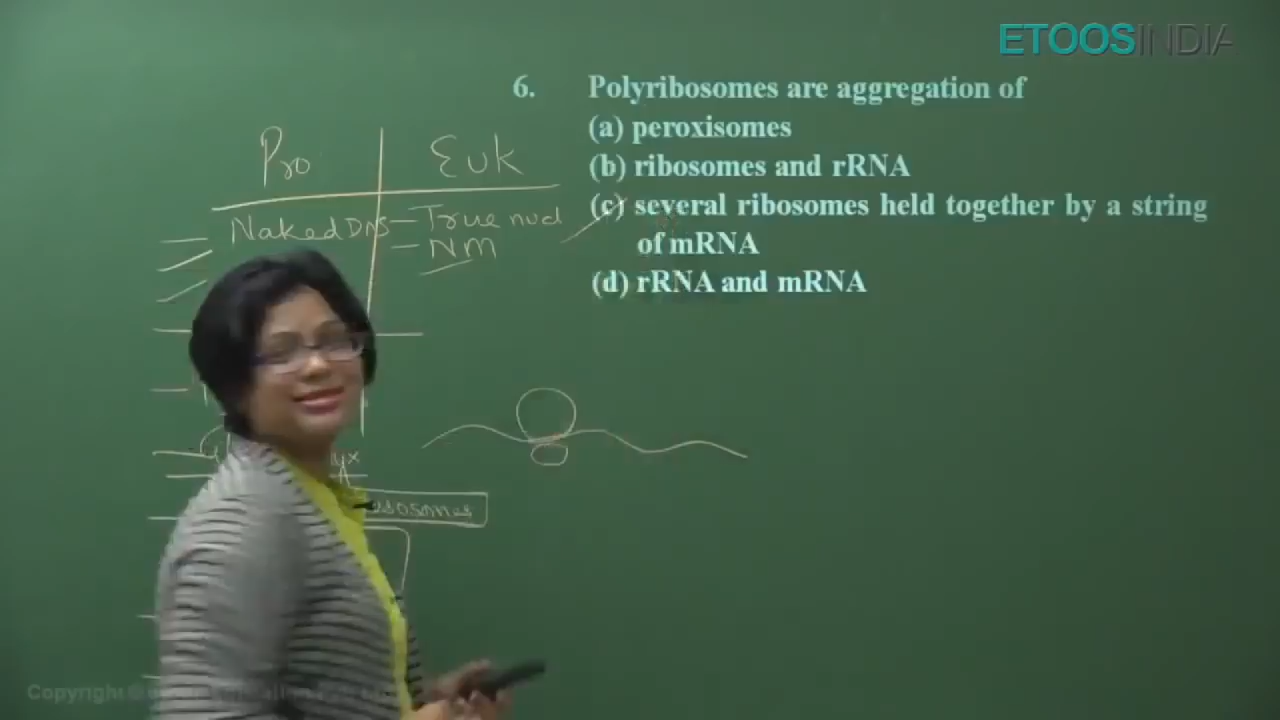 ETOOSINDIA
6. Polyribosomes are aggregation of
(a) peroxisomes
(b) ribosomes and rRNA
(c) several ribosomes held together by a string
of mRNA
(d) rRNA and mRNA
Pro Euk
Naked DNS – True nucl
– NM